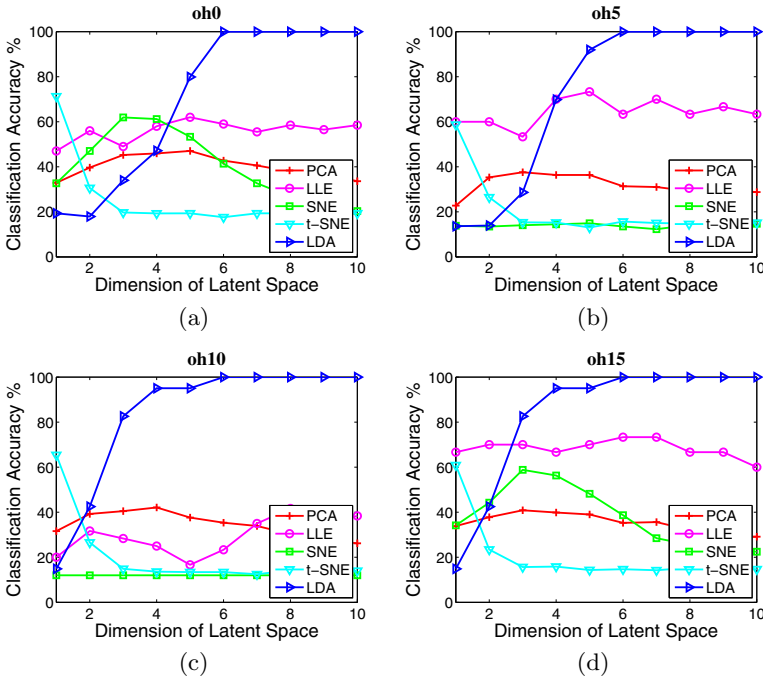 oh0
Classification Accuracy %
100
80
60
40
20
0
2
4
6
8
10
Dimension of Latent Space
PCA
LLE
SNE
t-SNE
LDA
(a)
oh5
Classification Accuracy %
100
80
60
40
20
0
2
4
6
8
10
Dimension of Latent Space
PCA
LLE
SNE
t-SNE
LDA
(b)
oh10
Classification Accuracy %
100
80
60
40
20
0
2
4
6
8
10
Dimension of Latent Space
PCA
LLE
SNE
t-SNE
LDA
(c)
oh15
Classification Accuracy %
100
80
60
40
20
0
2
4
6
8
10
Dimension of Latent Space
PCA
LLE
SNE
t-SNE
LDA
(d)